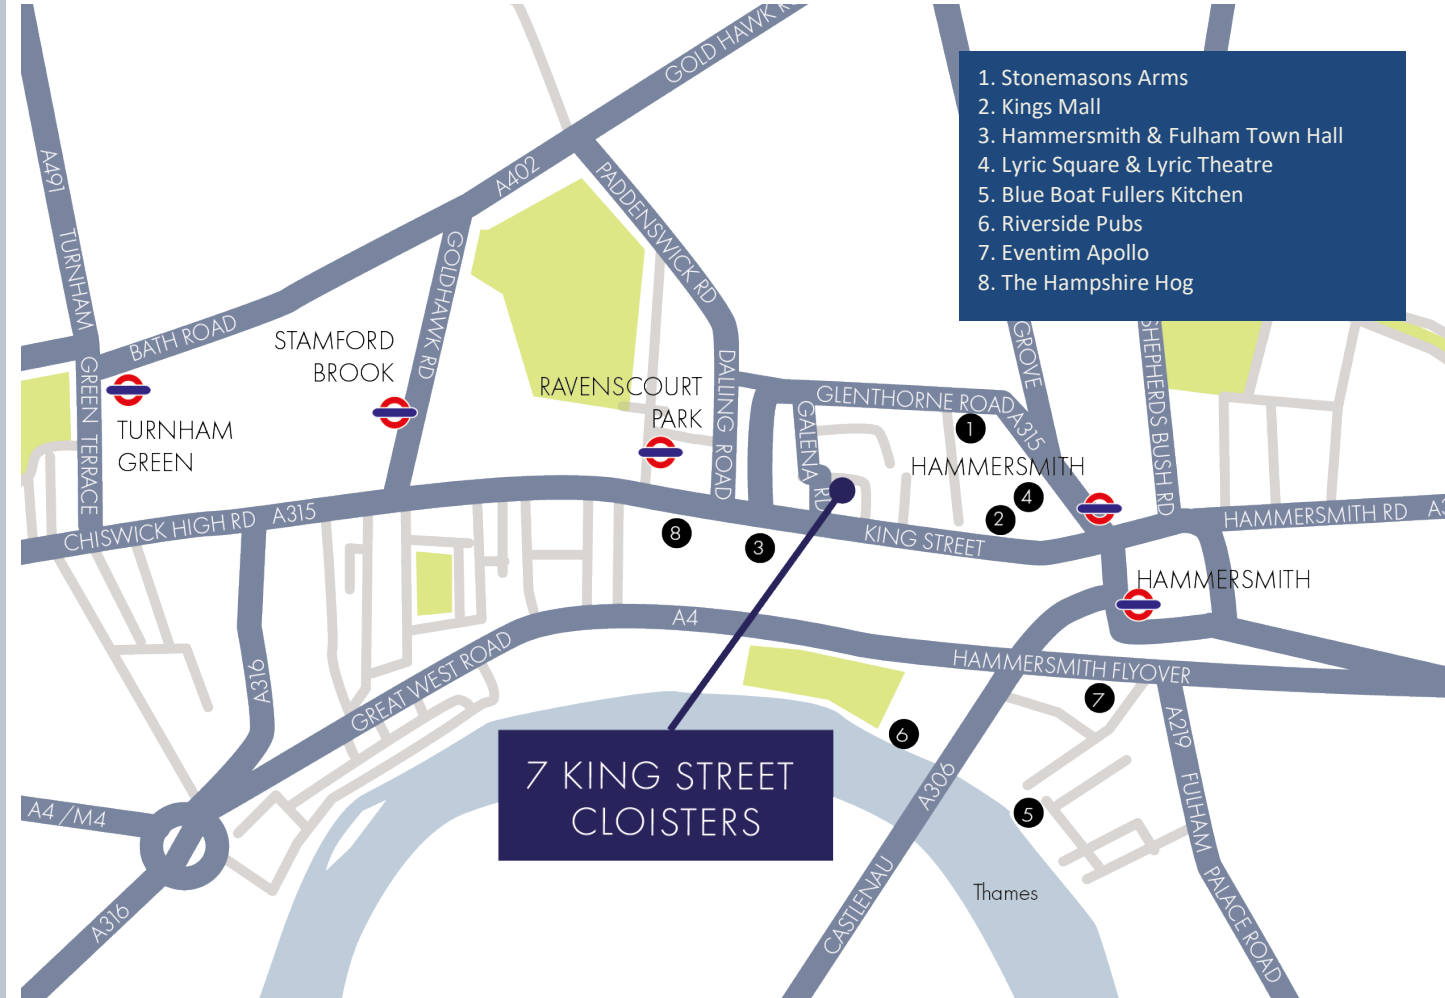 GOLD HAWK R
1. Stonemasons Arms
2. Kings Mall
3. Hammersmith & Fulham Town Hall
4. Lyric Square & Lyric Theatre
5. Blue Boat Fullers Kitchen
6. Riverside Pubs
7. Eventim Apollo
8. The Hampshire Hog
A491
TURNHAM
GREEN TERRACE
A402
PADDENSWICK RD
GOLDHAWK RD
BATH ROAD
STAMFORD
BROOK
RAVENSCOURT
PARK
TURNHAM
GREEN
DALLING ROAD
GLENTHORNE ROAD
GALENA RD
GROVE
A315
SHEPHERDS BUSH RD
1
HAMMERSMITH
4
2
CHISWICK HIGH RD A315
8
3
KING STREET
HAMMERSMITH RD
HAMMERSMITH
A316
GREAT WEST ROAD
A4
HAMMERSMITH FLYOVER
7
6
A219
FULHAM PALACE ROAD
7 KING STREET
CLOISTERS
A306
CASTLENAU
5
Thames
A4 /M4
A316